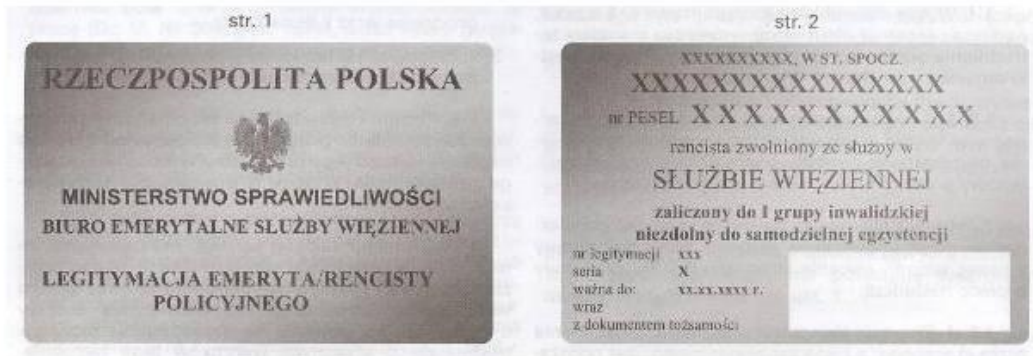 str. 1
RZECZPOSPOLITA POLSKA
MINISTERSTWO SPRAWIEDLIWOŚCI
BIURO EMERYTALNE SŁUŻBY WIĘZIENNEJ
LEGITYMACJA EMERYTA/RENCISTY
POLICYJNEGO
str. 2
XXXXXXXXXX, W ST. SPOCZ.
XXXXXXXXXXXXXXXX
nr PESEL X X X X X X X X X X X
rencista zwolniony ze służby w
SŁUŻBIE WIĘZIENNEJ
zaliczony do I grupy inwalidzkiej
niezdolny do samodzielnej egzystencji
nr legitymacji xxx
seria X
ważna do: xx.xx.xxxx r.
wraz
z dokumentem tożsamości